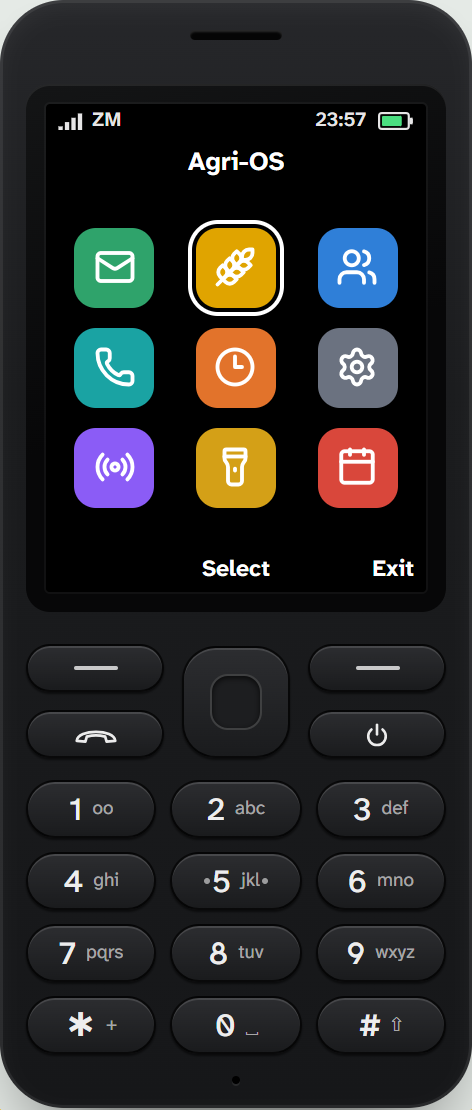 ZM 23:57
Agri-OS
Select Exit
1 oo 2 abc 3 def
4 ghi 5 jkl 6 mno
7 pqrs 8 tuv 9 wxyz
* + 0 ⎵ # ⇧